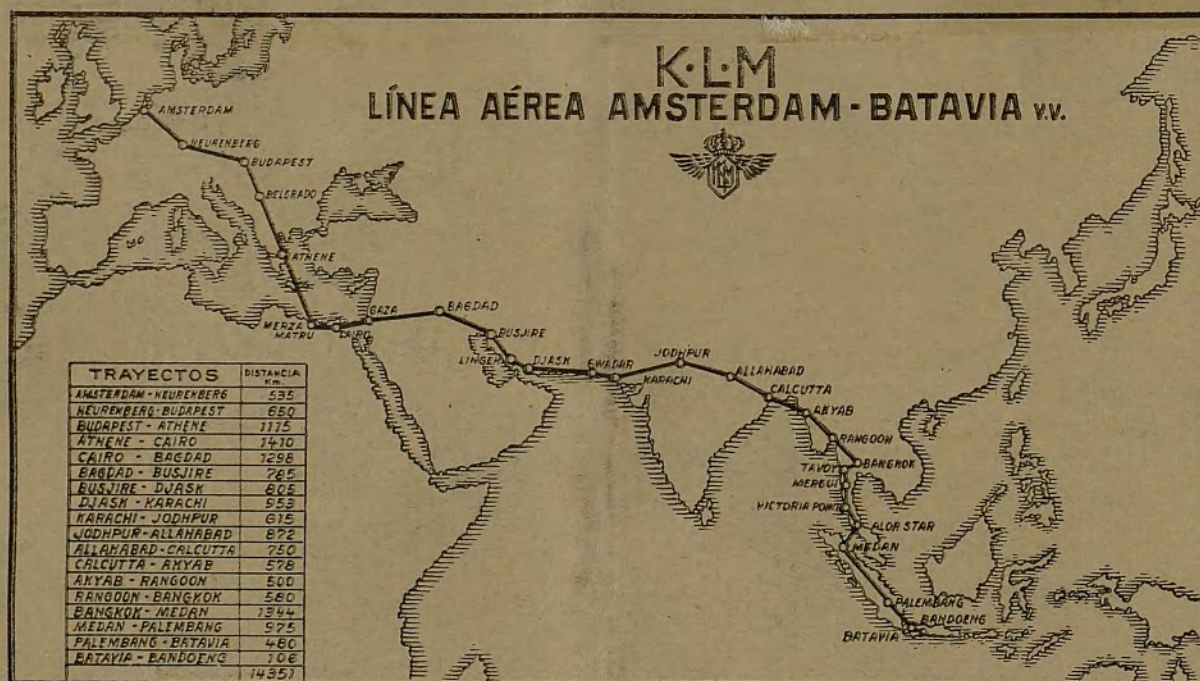 K·L·M
LÍNEA AÉREA AMSTERDAM-BATAVIA v.v.
KLM
AMSTERDAM
NEURENBERG
BUDAPEST
BELGRADO
ATHENE
MERZA
MATRU
CAIRO
GAZA
BAGDAD
BUSJIRE
LINGEH
DJASK
GWADAR
KARACHI
JODHPUR
ALLAHABAD
CALCUTTA
AKYAB
RANGOON
BANGKOK
TAVOY
MERGUI
VICTORIA POINT
ALOR STAR
MEDAN
PALEMBANG
BANDOENG
BATAVIA
TRAYECTOS DISTANCIA Km.
AMSTERDAM-NEURENBERG 535
NEURENBERG-BUDAPEST 650
BUDAPEST - ATHENE 1115
ATHENE - CAIRO 1410
CAIRO - BAGDAD 1298
BAGDAD - BUSJIRE 785
BUSJIRE - DJASK 805
DJASK - KARACHI 953
KARACHI - JODHPUR 615
JODHPUR-ALLAHABAD 872
ALLAHABAD-CALCUTTA 750
CALCUTTA - AKYAB 578
AKYAB - RANGOON 500
RANGOON-BANGKOK 580
BANGKOK - MEDAN 1344
MEDAN - PALEMBANG 975
PALEMBANG-BATAVIA 480
BATAVIA - BANDOENG 106
14351